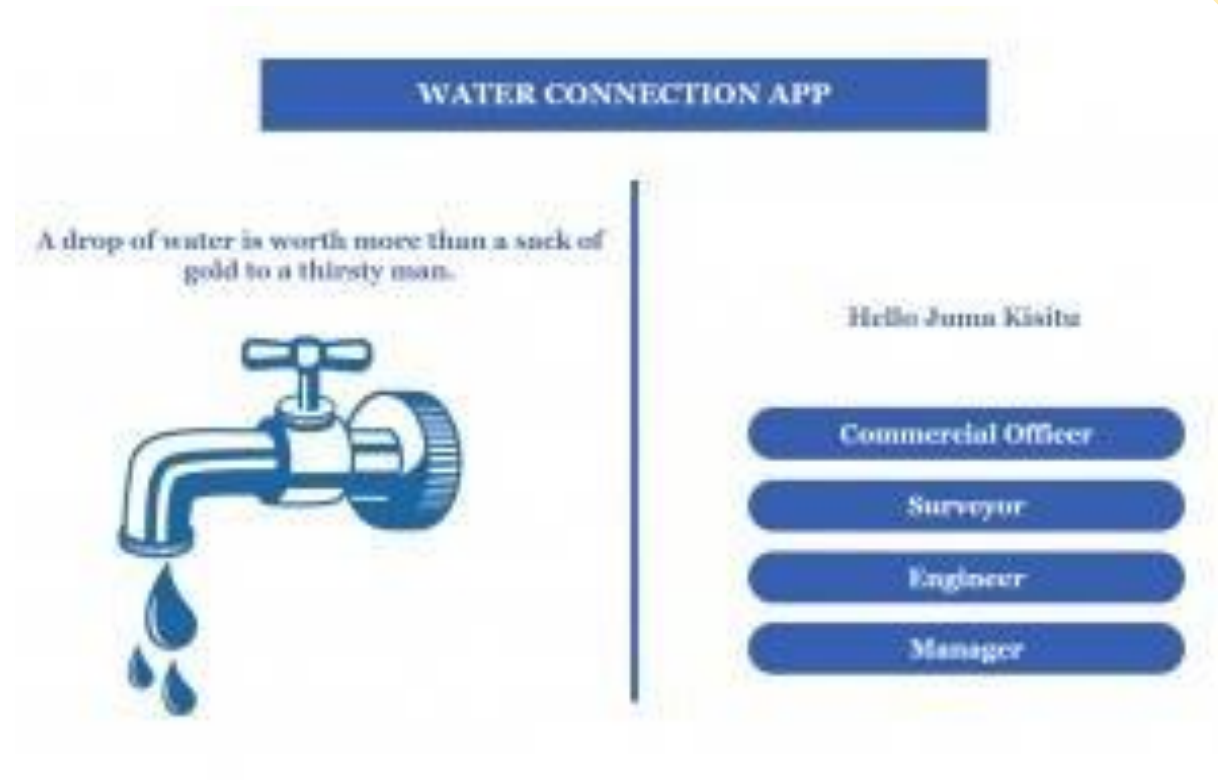 WATER CONNECTION APP
A drop of water is worth more than a sack of
gold to a thirsty man.
Hello Juma Kisitu
Commercial Officer
Surveyor
Engineer
Manager